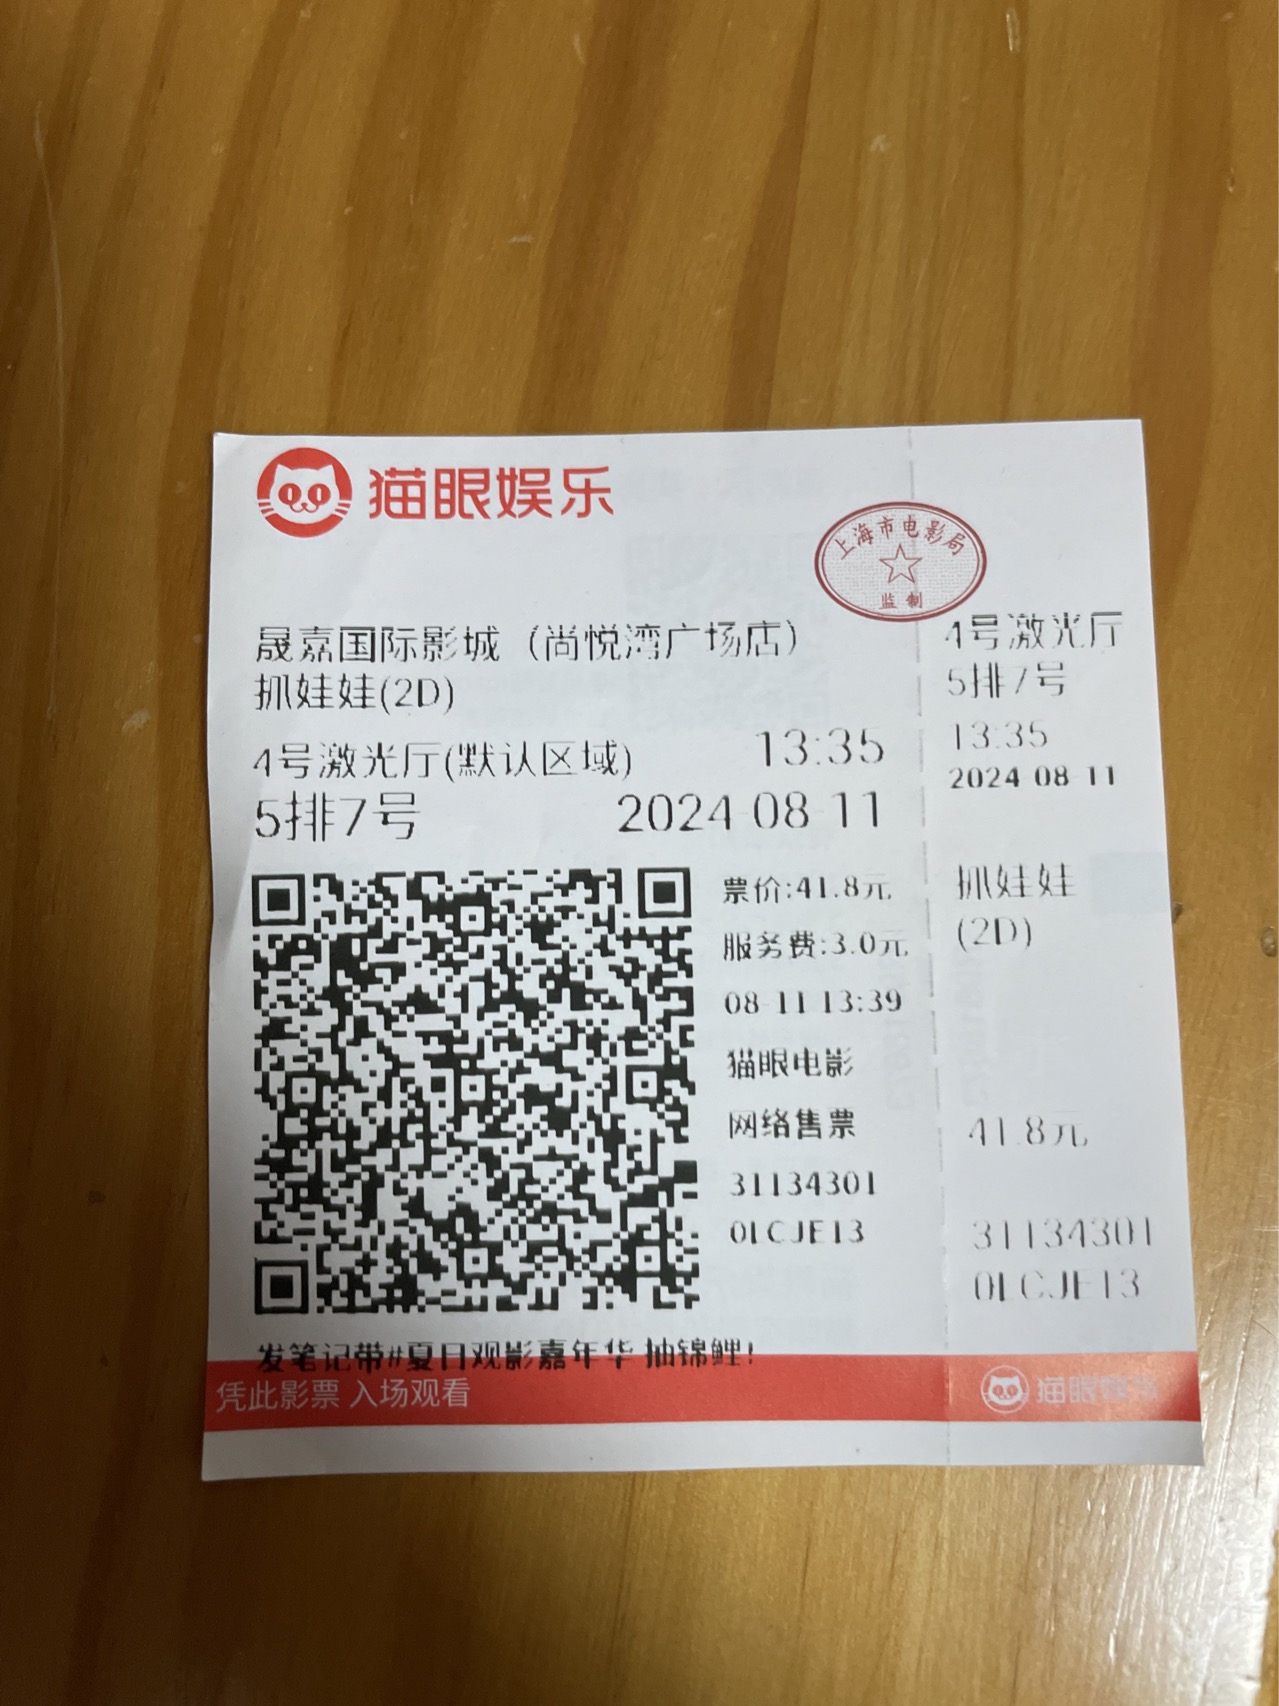 猫眼娱乐
上海市电影局
监制
晟嘉国际影城（尚悦湾广场店）
抓娃娃(2D)
4号激光厅(默认区域)
13:35
5排7号
2024-08-11
票价:41.8元
服务费:3.0元
08-11 13:39
猫眼电影
网络售票
31134301
01CJE13
发笔记带#夏日观影嘉年华 抽锦鲤!
凭此影票 入场观看
4号激光厅
5排7号
13:35
2024-08-11
抓娃娃
(2D)
41.8元
31134301
01CJE13
猫眼娱乐